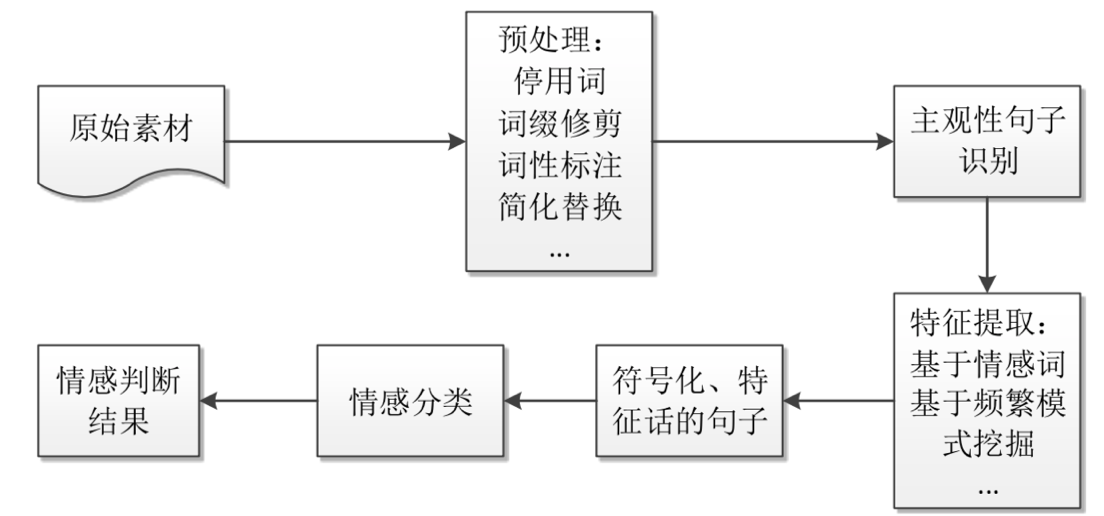 原始素材
预处理：
停用词
词缀修剪
词性标注
简化替换
...
主观性句子
识别
特征提取：
基于情感词
基于频繁模
式挖掘
...
符号化、特
征话的句子
情感分类
情感判断
结果